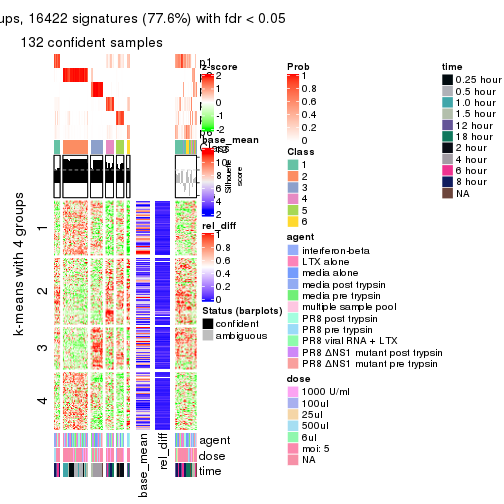 ups, 16422 signatures (77.6%) with fdr < 0.05
132 confident samples
p1
z-score
2
1
0
-1
-2
Class
base_mean
10
8
6
4
2
Silhouette
score
rel_diff
1
0.8
0.6
0.4
0.2
0
Status (barplots)
confident
ambiguous
k-means with 4 groups
1
2
3
4
agent
dose
time
base_mean
rel_diff
Prob
1
0.8
0.6
0.4
0.2
0
Class
1
2
3
4
5
6
agent
interferon-beta
LTX alone
media alone
media post trypsin
media pre trypsin
multiple sample pool
PR8 post trypsin
PR8 pre trypsin
PR8 viral RNA + LTX
PR8 ΔNS1 mutant post trypsin
PR8 ΔNS1 mutant pre trypsin
dose
1000 U/ml
100ul
25ul
500ul
6ul
moi: 5
NA
time
0.25 hour
0.5 hour
1.0 hour
1.5 hour
12 hour
18 hour
2 hour
4 hour
6 hour
8 hour
NA